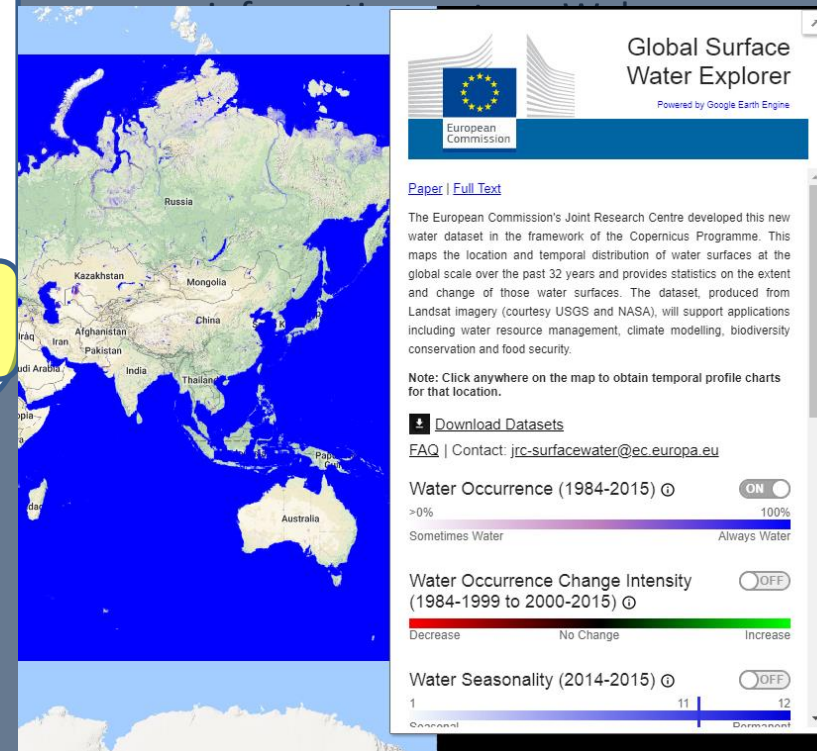 Global Surface
Water Explorer
Powered by Google Earth Engine
European
Commission
Paper | Full Text
The European Commission's Joint Research Centre developed this new
water dataset in the framework of the Copernicus Programme. This
maps the location and temporal distribution of water surfaces at the
global scale over the past 32 years and provides statistics on the extent
and change of those water surfaces. The dataset, produced from
Landsat imagery (courtesy USGS and NASA), will support applications
including water resource management, climate modelling, biodiversity
conservation and food security.
Note: Click anywhere on the map to obtain temporal profile charts
for that location.
Download Datasets
FAQ | Contact: jrc-surfacewater@ec.europa.eu
Water Occurrence (1984-2015)
ON
>0% 100%
Sometimes Water Always Water
Water Occurrence Change Intensity
(1984-1999 to 2000-2015)
OFF
Decrease No Change Increase
Water Seasonality (2014-2015)
OFF
1 11 12
Seasonal Permanent
Russia
Kazakhstan
Mongolia
China
Iraq
Iran
Afghanistan
Pakistan
India
Thailand
Australia